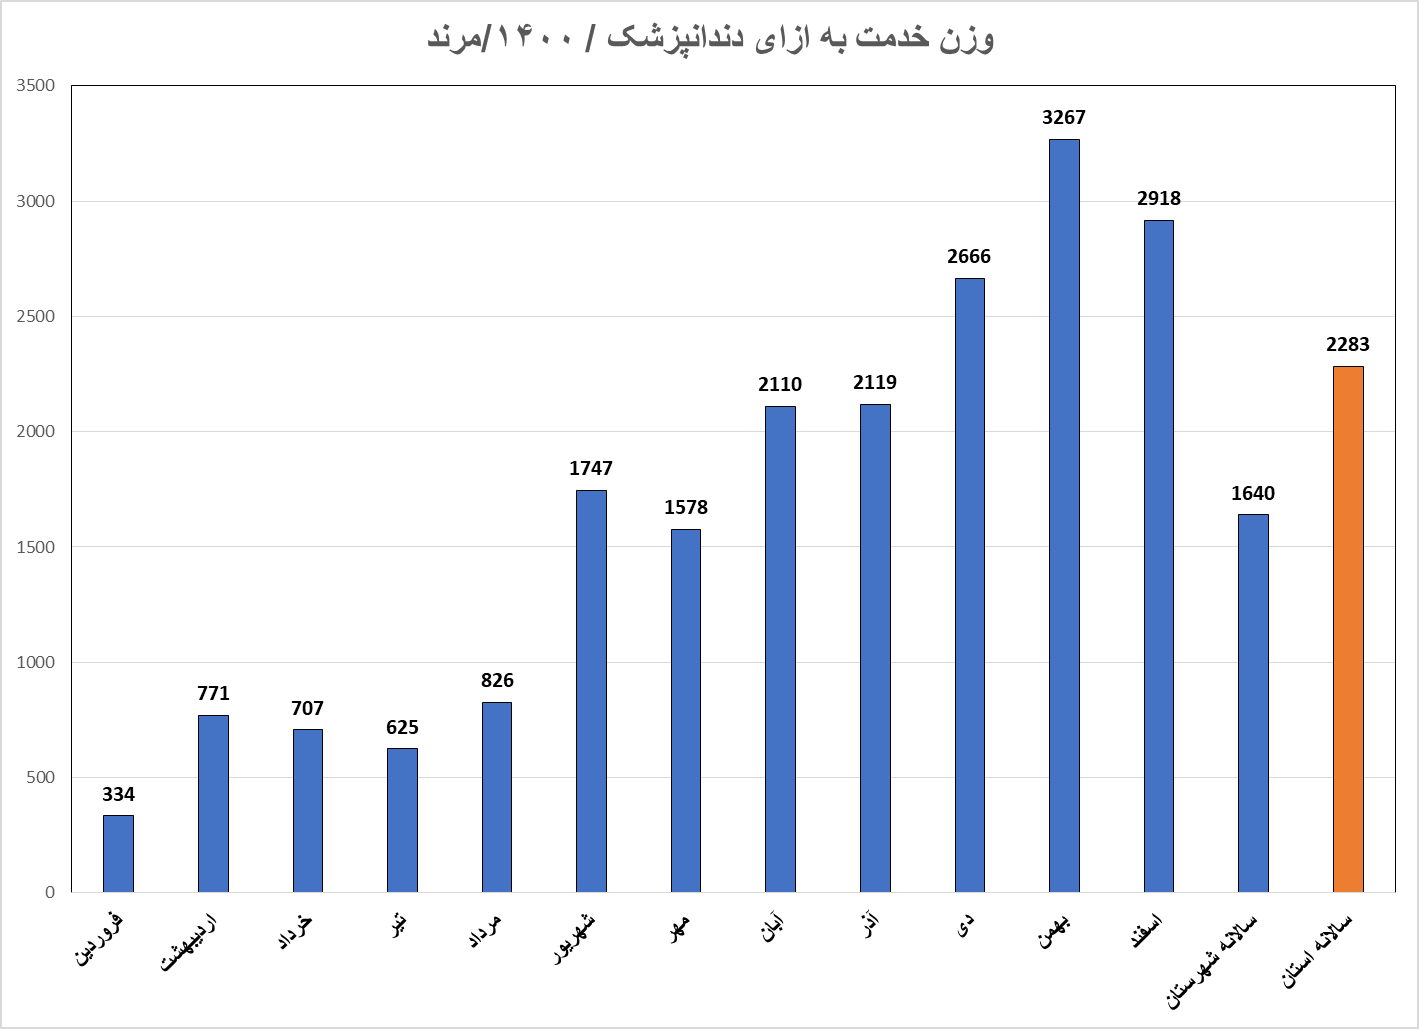 وزن خدمت به ازای دندانپزشک / ۱۴۰۰/مرند
3500
3000
2500
2000
1500
1000
500
0
334
771
707
625
826
1747
1578
2110
2119
2666
3267
2918
1640
2283
فروردین
اردیبهشت
خرداد
تیر
مرداد
شهریور
مهر
آبان
آذر
دی
بهمن
اسفند
سالانه شهرستان
سالانه استان